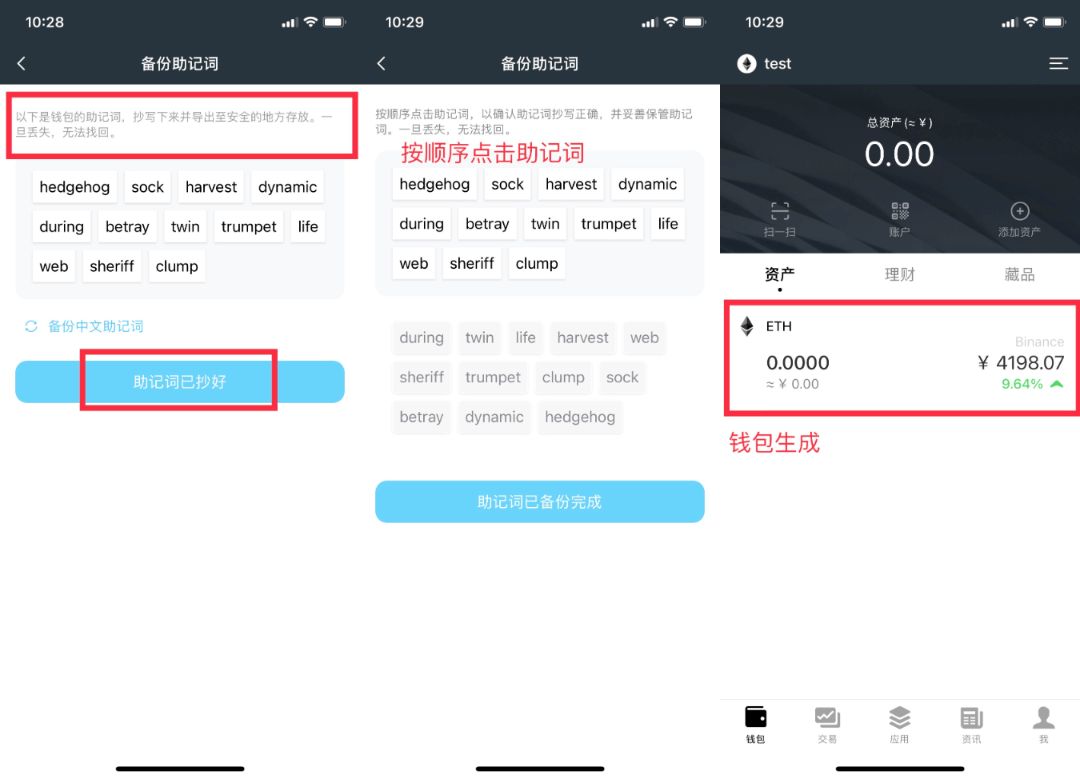 10:28
备份助记词
以下是钱包的助记词，抄写下来并导出至安全的地方存放。一
旦丢失，无法找回。
hedgehog sock harvest dynamic
during betray twin trumpet life
web sheriff clump
备份中文助记词
助记词已抄好
10:29
备份助记词
按顺序点击助记词，以确认助记词抄写正确，并妥善保管助记
词。一旦丢失，无法找回。
按顺序点击助记词
hedgehog sock harvest dynamic
during betray twin trumpet life
web sheriff clump
during twin life harvest web
sheriff trumpet clump sock
betray dynamic hedgehog
助记词已备份完成
10:29
test
总资产(≈¥)
0.00
扫一扫 账户 添加资产
资产 理财 藏品
ETH
Binance
0.0000 ¥ 4198.07
≈ ¥ 0.00 9.64%
钱包生成
钱包 交易 应用 资讯 我